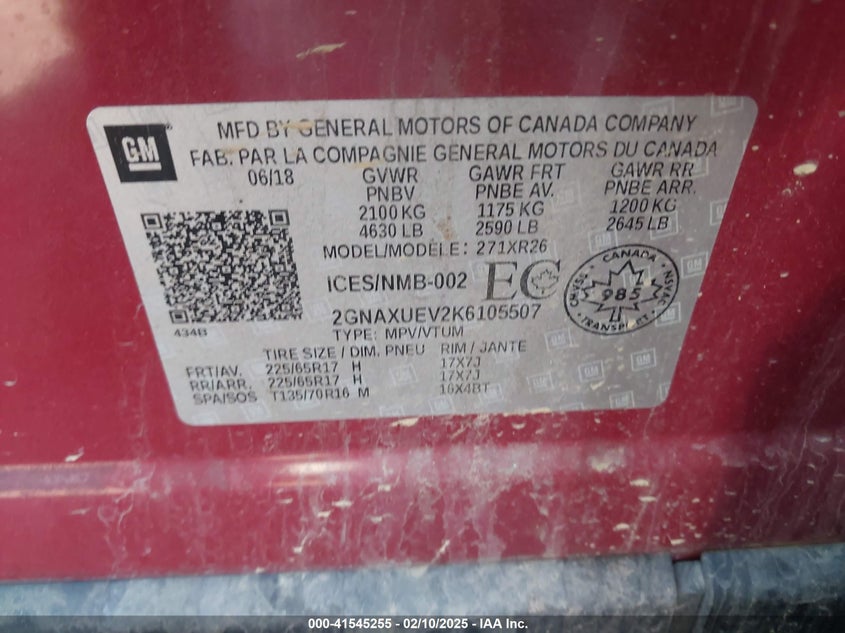 GM
MFD BY GENERAL MOTORS OF CANADA COMPANY
FAB. PAR LA COMPAGNIE GENERAL MOTORS DU CANADA
06/18 GVWR GAWR FRT GAWR RR
PNBV PNBE AV. PNBE ARR.
2100 KG 1175 KG 1200 KG
4630 LB 2590 LB 2645 LB
MODEL/MODÈLE: 271XR26
ICES/NMB-002 EC
CANADA
CMVSS 985 NSVAC
TRANSPORT
2GNAXUEV2K6105507
434B
TYPE: MPV/VTUM
TIRE SIZE / DIM. PNEU RIM / JANTE
FRT/AV. 225/65R17 H 17X7J
RR/ARR. 225/65R17 H 17X7J
SPA/SOS T135/70R16 M 16X4BT
000-41545255 - 02/10/2025 - IAA Inc.